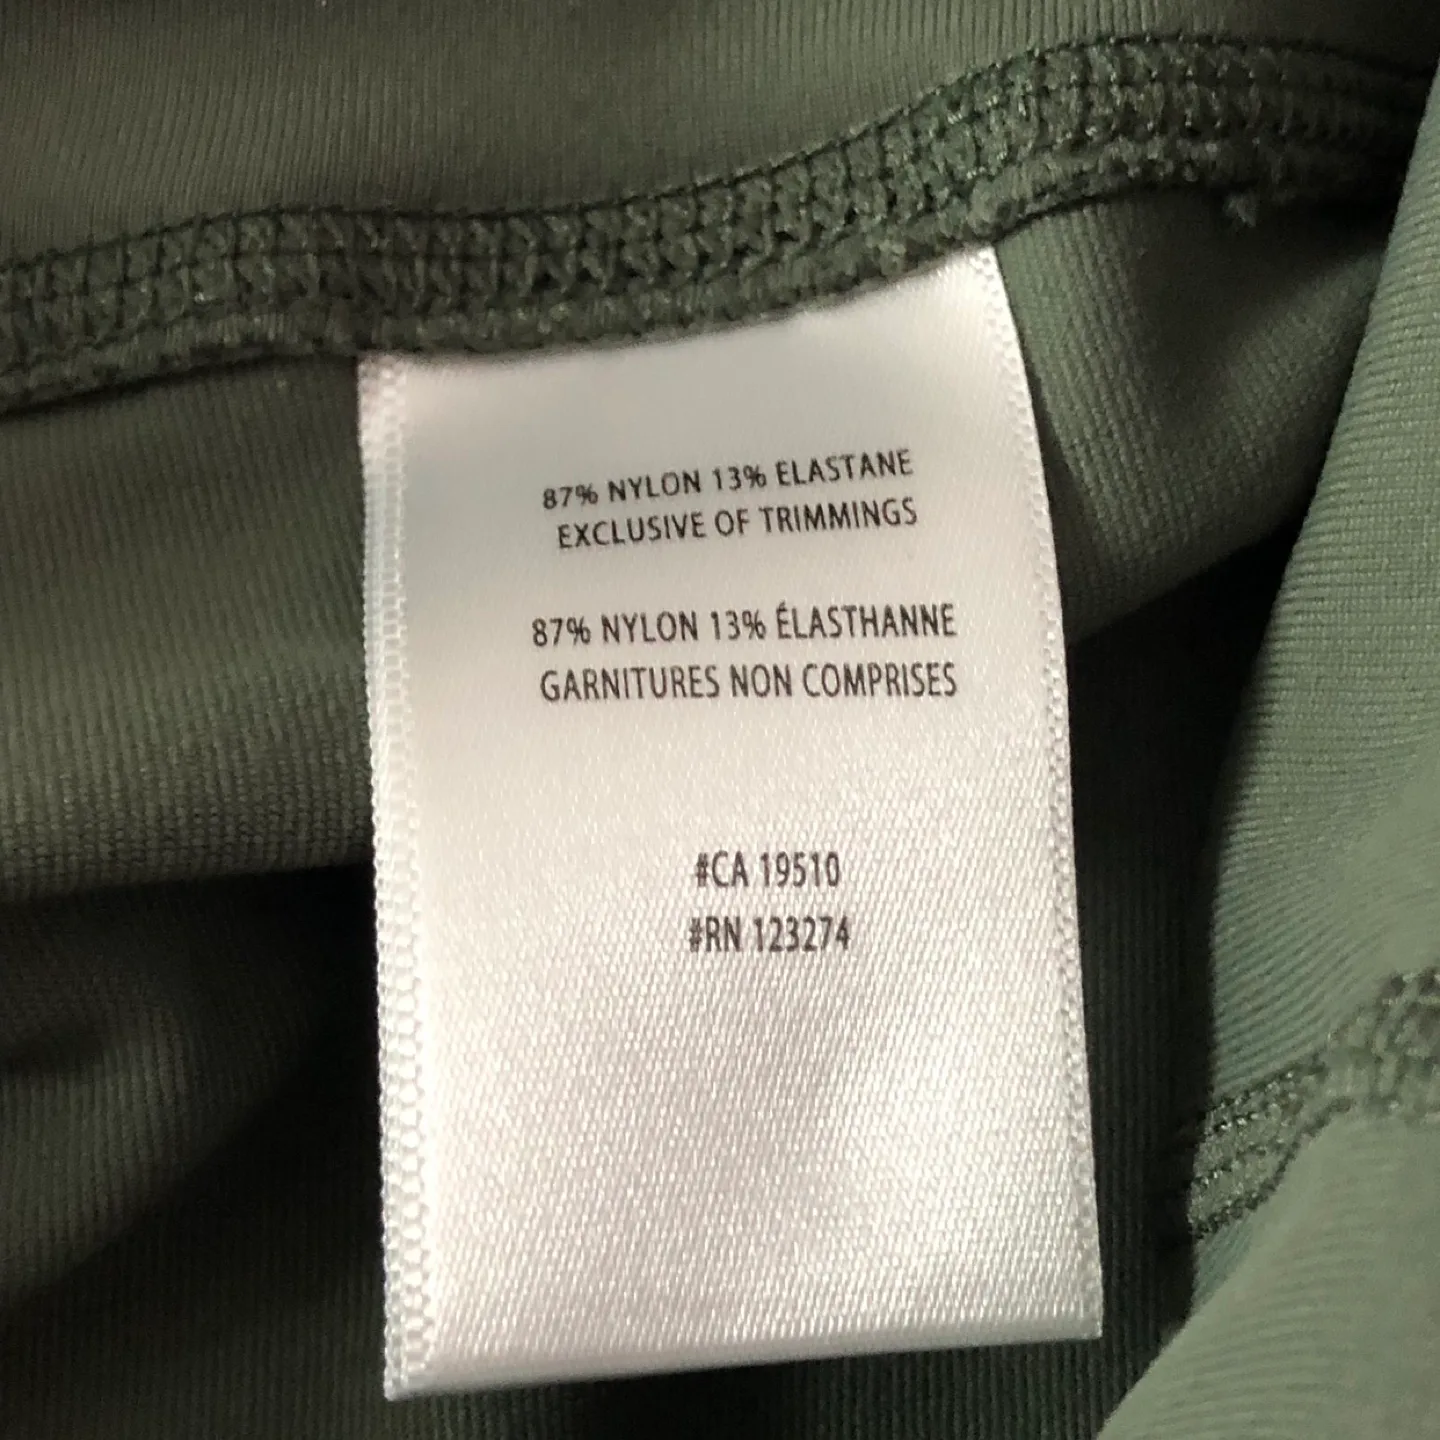 87% NYLON 13% ELASTANE
EXCLUSIVE OF TRIMMINGS
87% NYLON 13% ÉLASTHANNE
GARNITURES NON COMPRISES
#CA 19510
#RN 123274